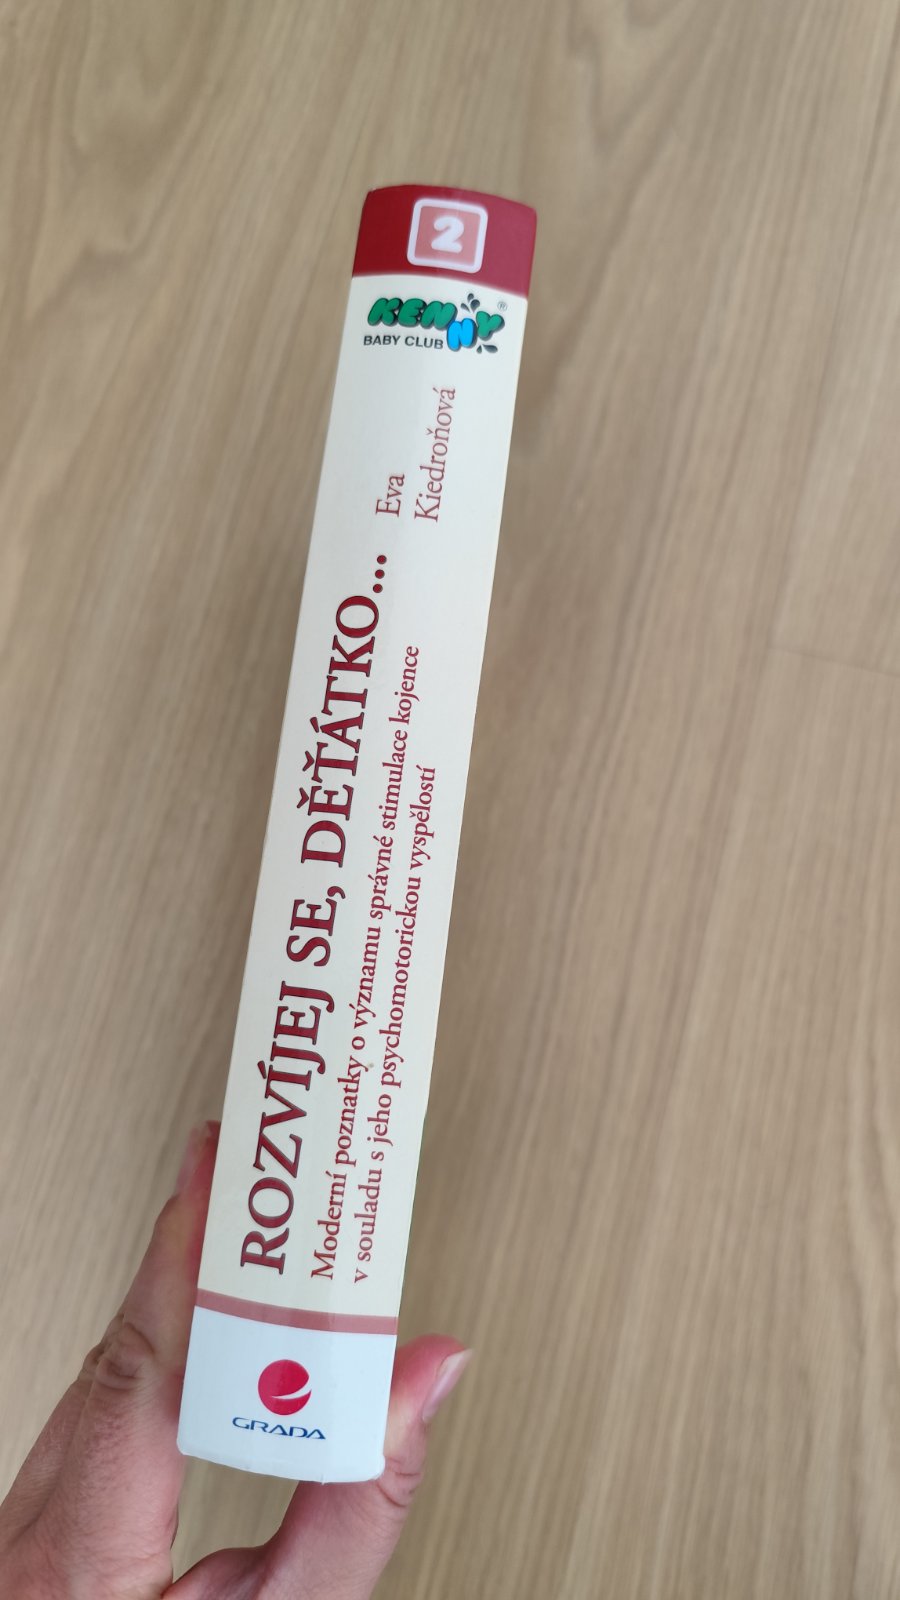 2
KENNY®
BABY CLUB
Eva
Kiedroňová
ROZVÍJEJ SE, DĚŤÁTKO...
Moderní poznatky o významu správné stimulace kojence
v souladu s jeho psychomotorickou vyspělostí
GRADA